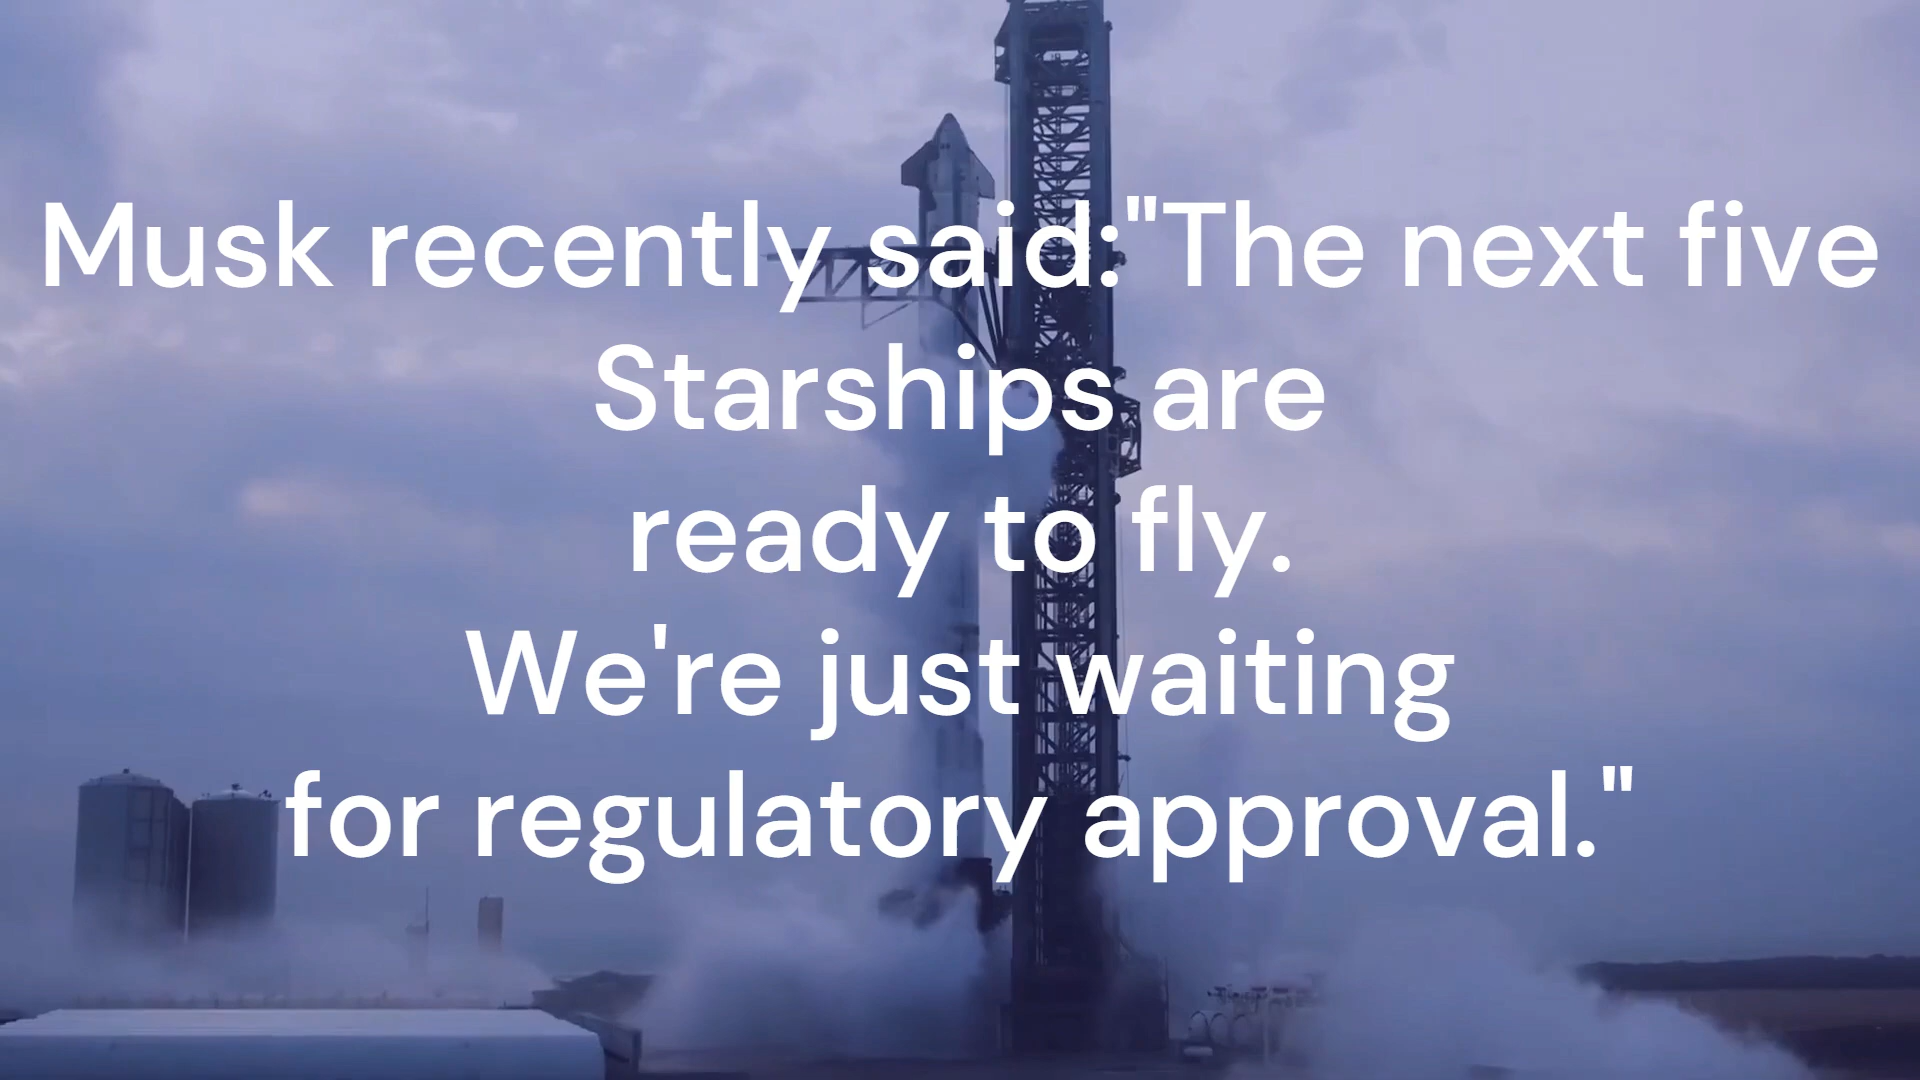 Musk recently said:"The next five
Starships are
ready to fly.
We're just waiting
for regulatory approval."